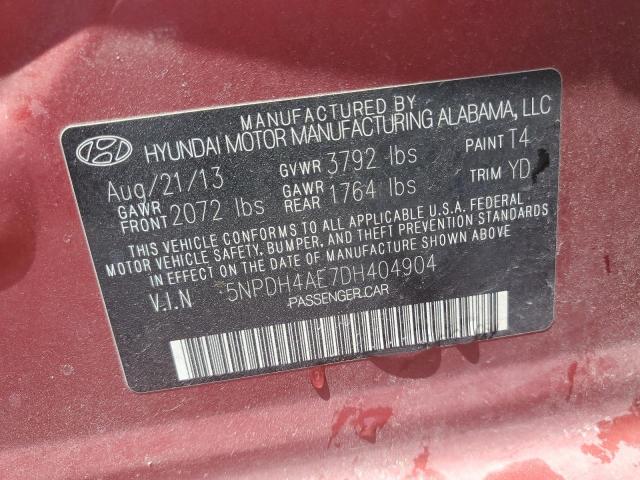 MANUFACTURED BY
HYUNDAI MOTOR MANUFACTURING ALABAMA, LLC
Aug/21/13 GVWR 3792 lbs PAINT T4
GAWR FRONT 2072 lbs GAWR REAR 1764 lbs TRIM YD
THIS VEHICLE CONFORMS TO ALL APPLICABLE U.S.A. FEDERAL
MOTOR VEHICLE SAFETY, BUMPER, AND THEFT PREVENTION STANDARDS
IN EFFECT ON THE DATE OF MANUFACTURE SHOWN ABOVE
V.I.N 5NPDH4AE7DH404904
PASSENGER CAR